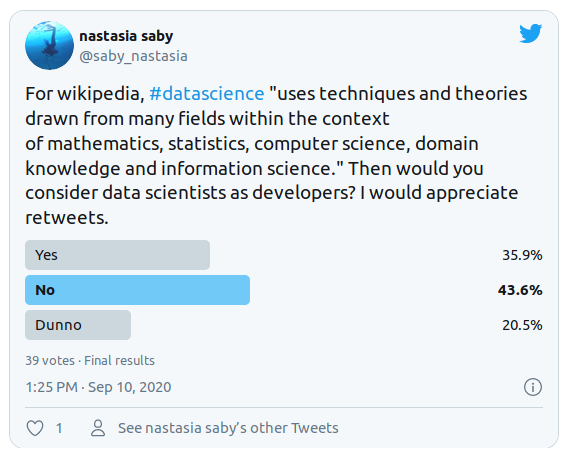 nastasia saby
@saby_nastasia
For wikipedia, #datascience "uses techniques and theories
drawn from many fields within the context
of mathematics, statistics, computer science, domain
knowledge and information science." Then would you
consider data scientists as developers? I would appreciate
retweets.
Yes 35.9%
No 43.6%
Dunno 20.5%
39 votes · Final results
1:25 PM · Sep 10, 2020
1 See nastasia saby’s other Tweets